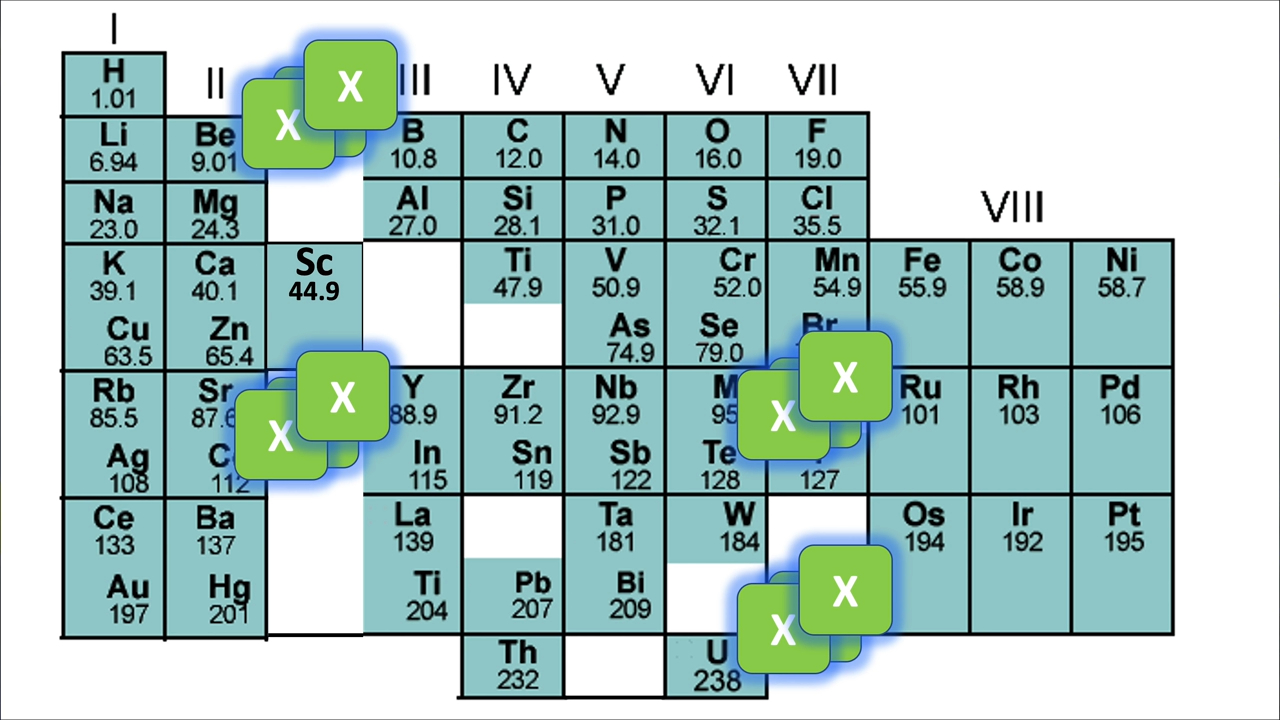 I
II X X III IV V VI VII
H
1.01
Li Be B C N O F
6.94 9.01 10.8 12.0 14.0 16.0 19.0
Na Mg Al Si P S Cl VIII
23.0 24.3 27.0 28.1 31.0 32.1 35.5
K Ca Sc Ti V Cr Mn Fe Co Ni
39.1 40.1 44.9 47.9 50.9 52.0 54.9 55.9 58.9 58.7
Cu Zn As Se Br
63.5 65.4 74.9 79.0
Rb Sr X X Y Zr Nb X X Ru Rh Pd
85.5 87.6 88.9 91.2 92.9 101 103 106
Ag In Sn Sb Te
108 112 115 119 122 128 127
Ce Ba La Ta W Os Ir Pt
133 137 139 181 184 194 192 195
Au Hg Ti Pb Bi X X
197 201 204 207 209
Th U
232 238